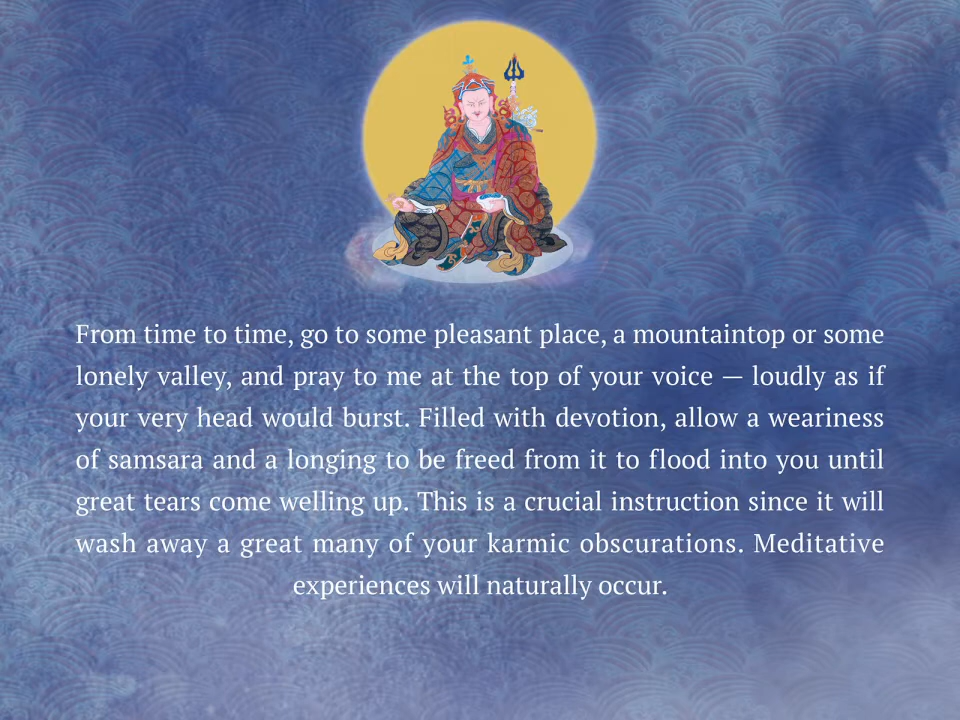 From time to time, go to some pleasant place, a mountaintop or some
lonely valley, and pray to me at the top of your voice — loudly as if
your very head would burst. Filled with devotion, allow a weariness
of samsara and a longing to be freed from it to flood into you until
great tears come welling up. This is a crucial instruction since it will
wash away a great many of your karmic obscurations. Meditative
experiences will naturally occur.